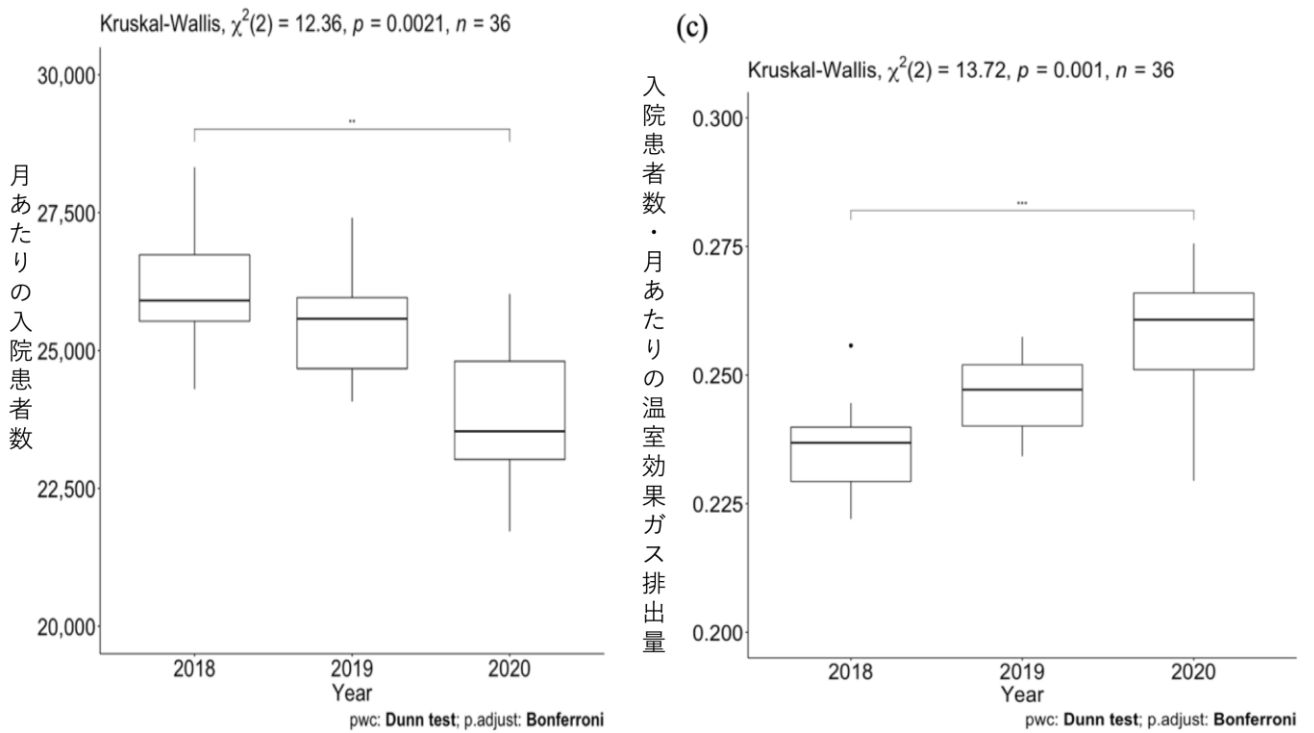 Kruskal-Wallis, χ²(2) = 12.36, p = 0.0021, n = 36
月あたりの入院患者数
30,000
27,500
25,000
22,500
20,000
**
2018
2019
2020
Year
pwc: Dunn test; p.adjust: Bonferroni
(c)
Kruskal-Wallis, χ²(2) = 13.72, p = 0.001, n = 36
入院患者数・月あたりの温室効果ガス排出量
0.300
0.275
0.250
0.225
0.200
***
2018
2019
2020
Year
pwc: Dunn test; p.adjust: Bonferroni